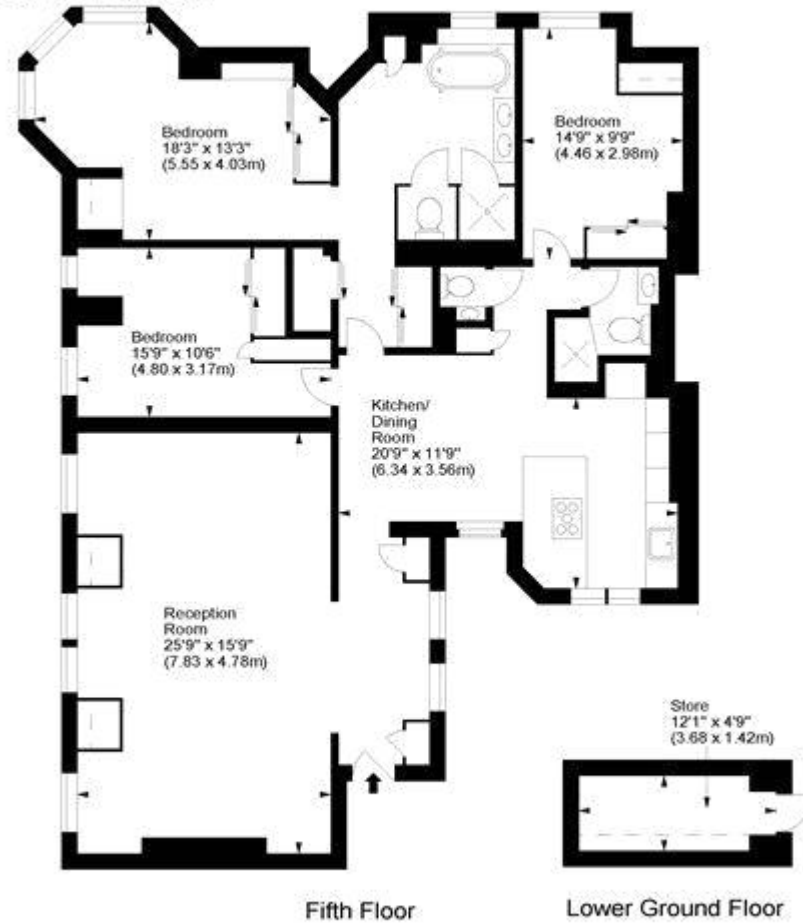 Bedroom
18'3" x 13'3"
(5.55 x 4.03m)
Bedroom
14'9" x 9'9"
(4.46 x 2.98m)
Bedroom
15'9" x 10'6"
(4.80 x 3.17m)
Kitchen/
Dining
Room
20'9" x 11'9"
(6.34 x 3.56m)
Reception
Room
25'9" x 15'9"
(7.83 x 4.78m)
Store
12'1" x 4'9"
(3.68 x 1.42m)
Fifth Floor
Lower Ground Floor